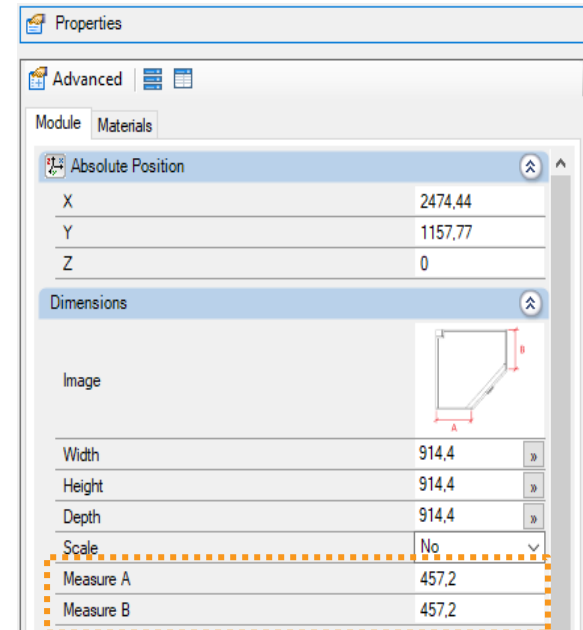 Properties
Advanced
Module Materials
Absolute Position
X 2474,44
Y 1157,77
Z 0
Dimensions
B
Image
A
Width 914,4 »
Height 914,4 »
Depth 914,4 »
Scale No
Measure A 457,2
Measure B 457,2